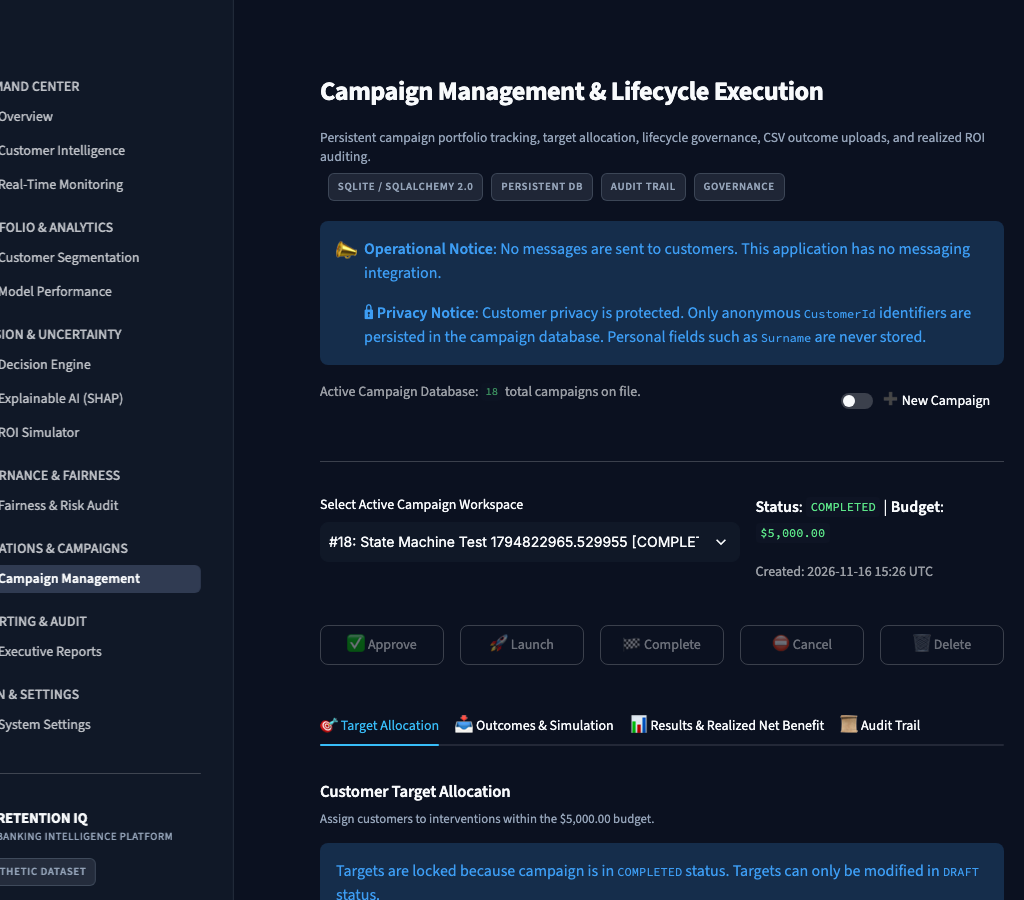 MAND CENTER
Overview
Customer Intelligence
Real-Time Monitoring
FOLIO & ANALYTICS
Customer Segmentation
Model Performance
ION & UNCERTAINTY
Decision Engine
Explainable AI (SHAP)
ROI Simulator
RNANCE & FAIRNESS
Fairness & Risk Audit
ATIONS & CAMPAIGNS
Campaign Management
RTING & AUDIT
Executive Reports
N & SETTINGS
System Settings
RETENTION IQ
BANKING INTELLIGENCE PLATFORM
THETIC DATASET
Campaign Management & Lifecycle Execution
Persistent campaign portfolio tracking, target allocation, lifecycle governance, CSV outcome uploads, and realized ROI
auditing.
SQLITE / SQLALCHEMY 2.0 PERSISTENT DB AUDIT TRAIL GOVERNANCE
Operational Notice: No messages are sent to customers. This application has no messaging
integration.
Privacy Notice: Customer privacy is protected. Only anonymous CustomerId identifiers are
persisted in the campaign database. Personal fields such as Surname are never stored.
Active Campaign Database: 18 total campaigns on file.
New Campaign
Select Active Campaign Workspace
#18: State Machine Test 1794822965.529955 [COMPLET
Status: COMPLETED | Budget:
$5,000.00
Created: 2026-11-16 15:26 UTC
Approve Launch Complete Cancel Delete
Target Allocation Outcomes & Simulation Results & Realized Net Benefit Audit Trail
Customer Target Allocation
Assign customers to interventions within the $5,000.00 budget.
Targets are locked because campaign is in COMPLETED status. Targets can only be modified in DRAFT
status.